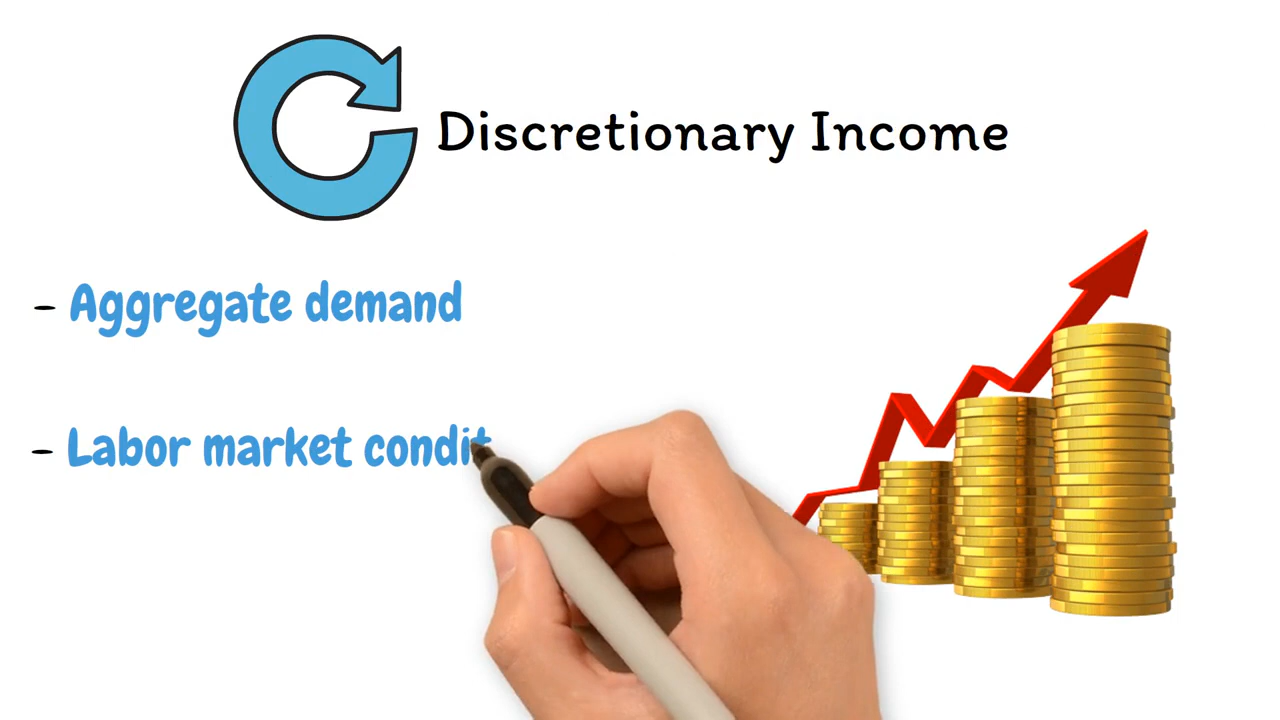 Discretionary Income
- Aggregate demand
- Labor market condit